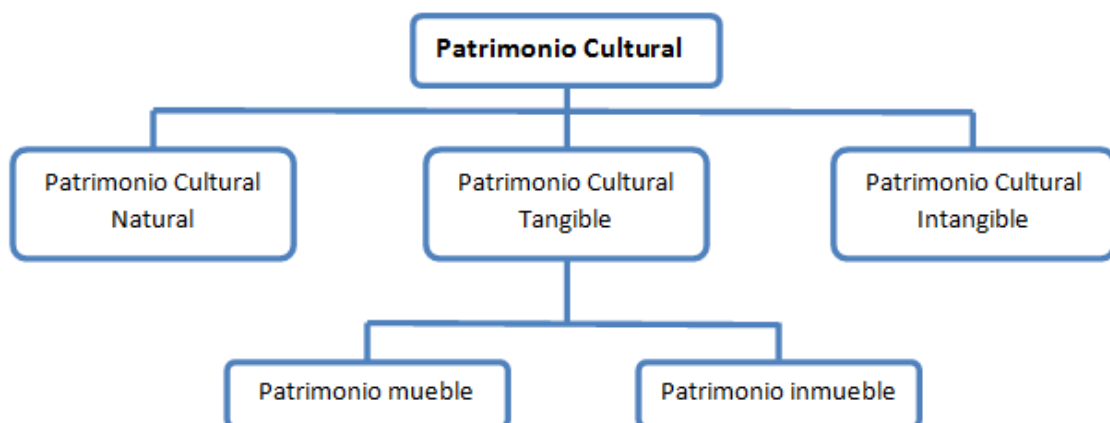 Patrimonio Cultural
Patrimonio Cultural
Natural
Patrimonio Cultural
Tangible
Patrimonio Cultural
Intangible
Patrimonio mueble
Patrimonio inmueble